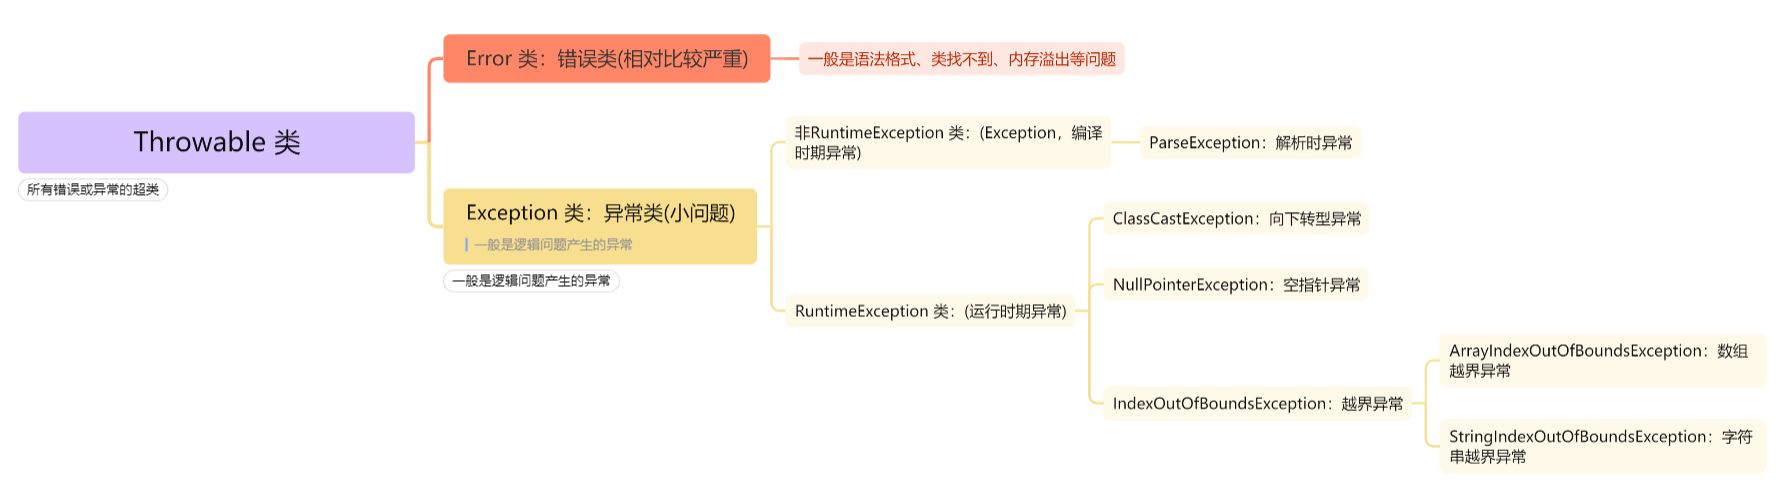 Throwable 类
所有错误或异常的超类
Error 类：错误类(相对比较严重)
一般是语法格式、类找不到、内存溢出等问题
Exception 类：异常类(小问题)
一般是逻辑问题产生的异常
一般是逻辑问题产生的异常
非RuntimeException 类：(Exception，编译
时期异常)
ParseException：解析时异常
RuntimeException 类：(运行时期异常)
ClassCastException：向下转型异常
NullPointerException：空指针异常
IndexOutOfBoundsException：越界异常
ArrayIndexOutOfBoundsException：数组
越界异常
StringIndexOutOfBoundsException：字符
串越界异常